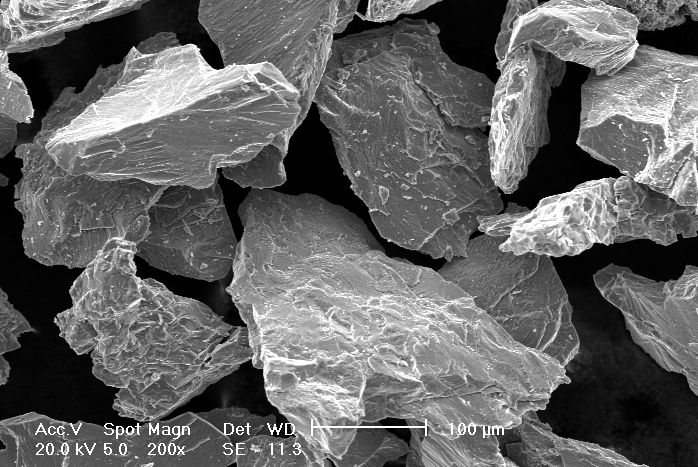 Acc.V Spot Magn Det WD 100 µm
20.0 kV 5.0 200x SE 11.3